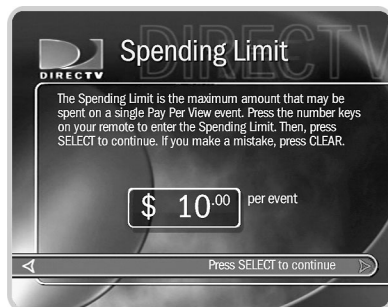 DIRECTV
DIRECTV
Spending Limit
The Spending Limit is the maximum amount that may be
spent on a single Pay Per View event. Press the number keys
on your remote to enter the Spending Limit. Then, press
SELECT to continue. If you make a mistake, press CLEAR.
$ 10.00 per event
Press SELECT to continue